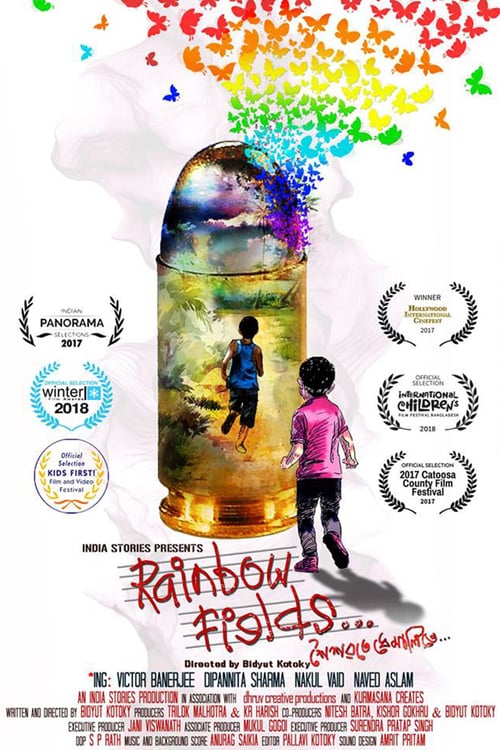 INDIAN
PANORAMA
SELECTIONS
2017
OFFICIAL SELECTION
winter
FILM AWARDS
2018
Official
Selection
KIDS FIRST!
Film and Video
Festival
WINNER
HOLLYWOOD
INTERNATIONAL
CINEFEST
2017
OFFICIAL
SELECTION
INTERNATIONAL
CHILDREN'S
FILM FESTIVAL BANGLADESH
2018
OFFICIAL SELECTION
2017 Catoosa
County Film
Festival
2017
INDIA STORIES PRESENTS
Rainbow
Fields...
শৈশৱতে ধেমালিতে...
Directed by Bidyut Kotoky
*ING: VICTOR BANERJEE DIPANNITA SHARMA NAKUL VAID NAVED ASLAM
AN INDIA STORIES PRODUCTION IN ASSOCIATION WITH dhruv creative productions AND KURMASANA CREATES
WRITTEN AND DIRECTED BY BIDYUT KOTOKY PRODUCERS TRILOK MALHOTRA & KR HARISH CO-PRODUCERS NITESH BATRA, KISHOR GOKHRU & BIDYUT KOTOKY
EXECUTIVE PRODUCER JANI VISWANATH ASSOCIATE PRODUCER MUKUL GOGOI EXECUTIVE PRODUCER SURENDRA PRATAP SINGH
DOP S P RATH MUSIC AND BACKGROUND SCORE ANURAG SAIKIA EDITOR PALLAVI KOTOKY SOUND DESIGN AMRIT PRITAM